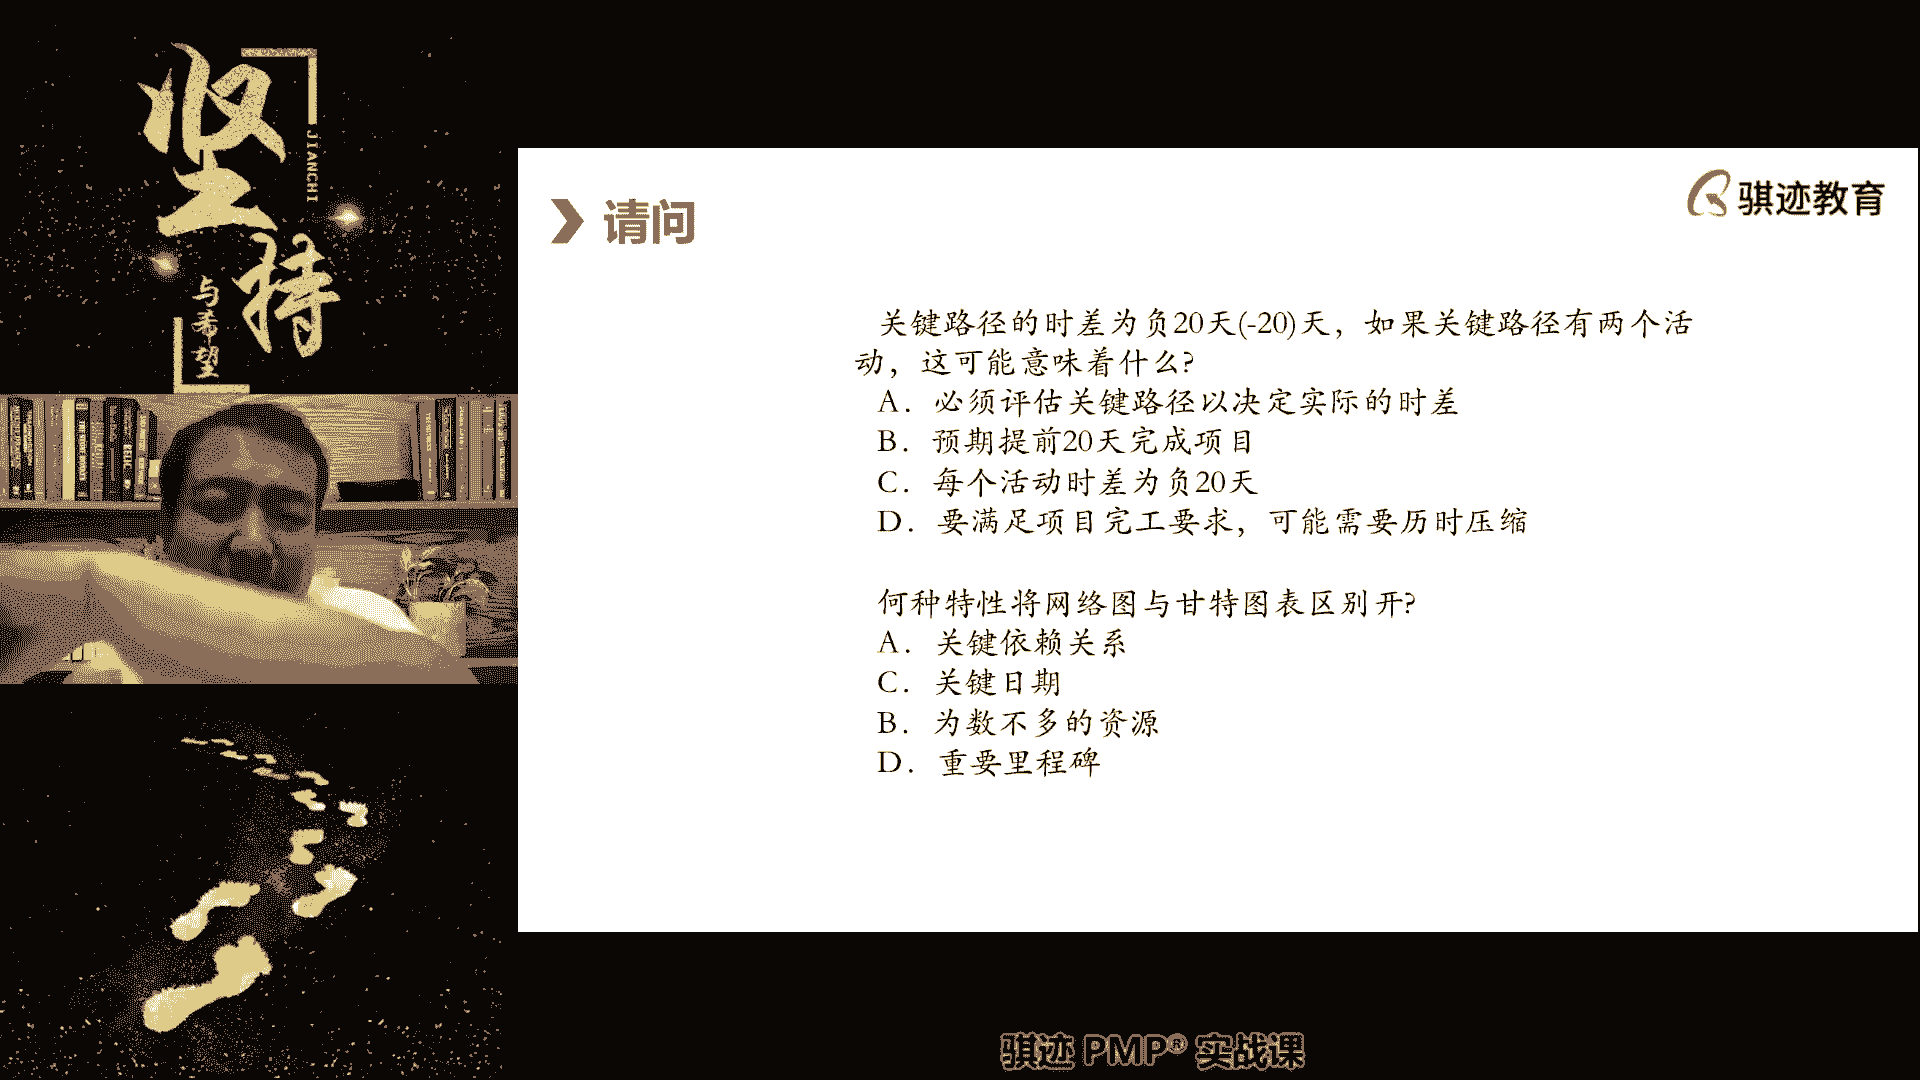 坚
持
JIANCHI
与
希
望
请问
骐迹教育
关键路径的时差为负20天(-20)天，如果关键路径有两个活
动，这可能意味着什么?
A. 必须评估关键路径以决定实际的时差
B. 预期提前20天完成项目
C. 每个活动时差为负20天
D. 要满足项目完工要求，可能需要历时压缩
何种特性将网络图与甘特图表区别开?
A. 关键依赖关系
C. 关键日期
B. 为数不多的资源
D. 重要里程碑
骐迹 PMP® 实战课